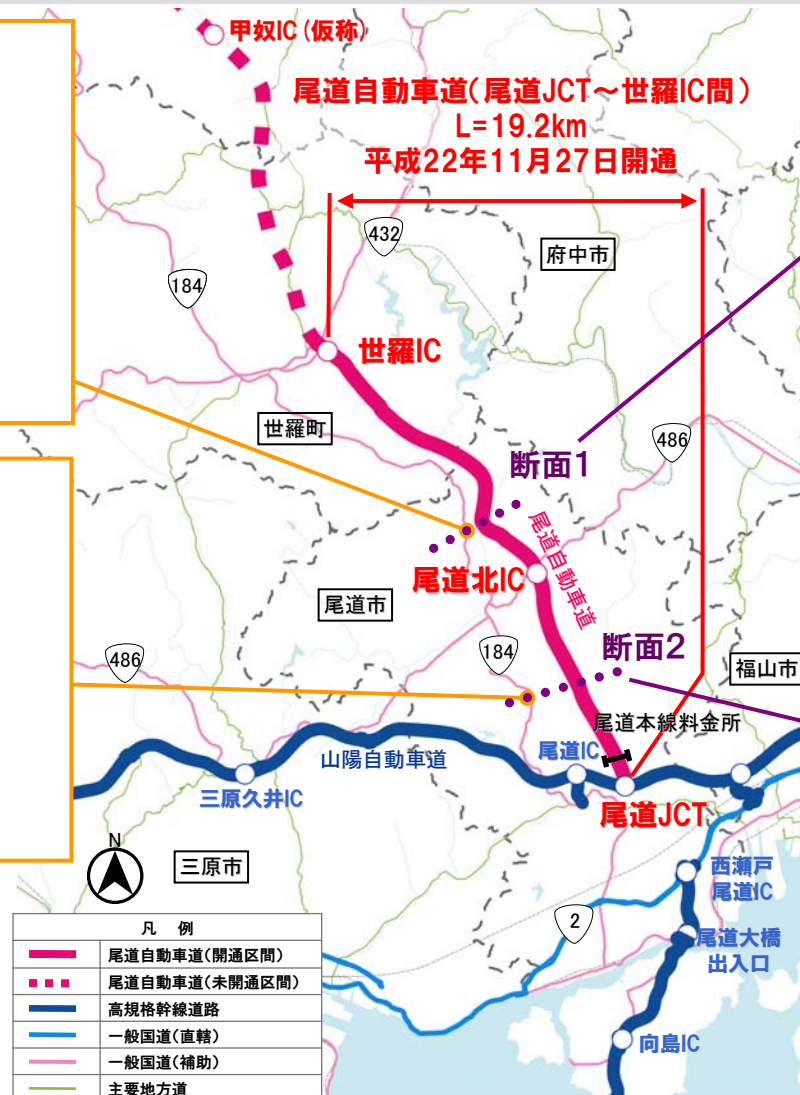 甲奴IC(仮称)
尾道自動車道(尾道JCT～世羅IC間)
L=19.2km
平成22年11月27日開通
432
府中市
184
世羅IC
世羅町
486
断面1
尾道自動車道
尾道北IC
尾道市
486
184
断面2
福山市
尾道本線料金所
尾道IC
山陽自動車道
三原久井IC
尾道JCT
N
三原市
西瀬戸
尾道IC
2
尾道大橋
出入口
向島IC
凡 例
尾道自動車道(開通区間)
尾道自動車道(未開通区間)
高規格幹線道路
一般国道(直轄)
一般国道(補助)
主要地方道